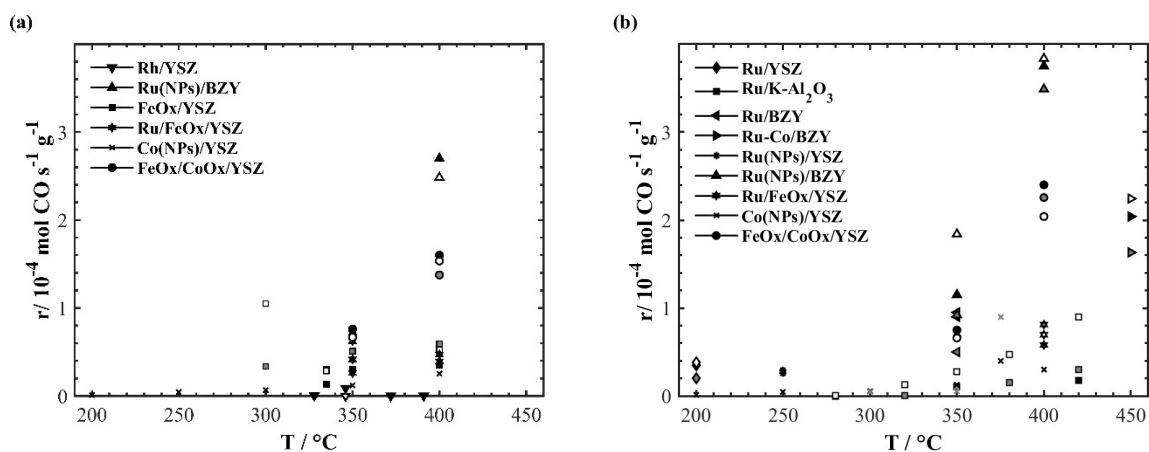 (a)
r/ 10⁻⁴ mol CO s⁻¹ g⁻¹
3
2
1
0
Rh/YSZ
Ru(NPs)/BZY
FeOx/YSZ
Ru/FeOx/YSZ
Co(NPs)/YSZ
FeOx/CoOx/YSZ
200 250 300 350 400 450
T / °C
(b)
r/ 10⁻⁴ mol CO s⁻¹ g⁻¹
3
2
1
0
Ru/YSZ
Ru/K-Al₂O₃
Ru/BZY
Ru-Co/BZY
Ru(NPs)/YSZ
Ru(NPs)/BZY
Ru/FeOx/YSZ
Co(NPs)/YSZ
FeOx/CoOx/YSZ
200 250 300 350 400 450
T / °C